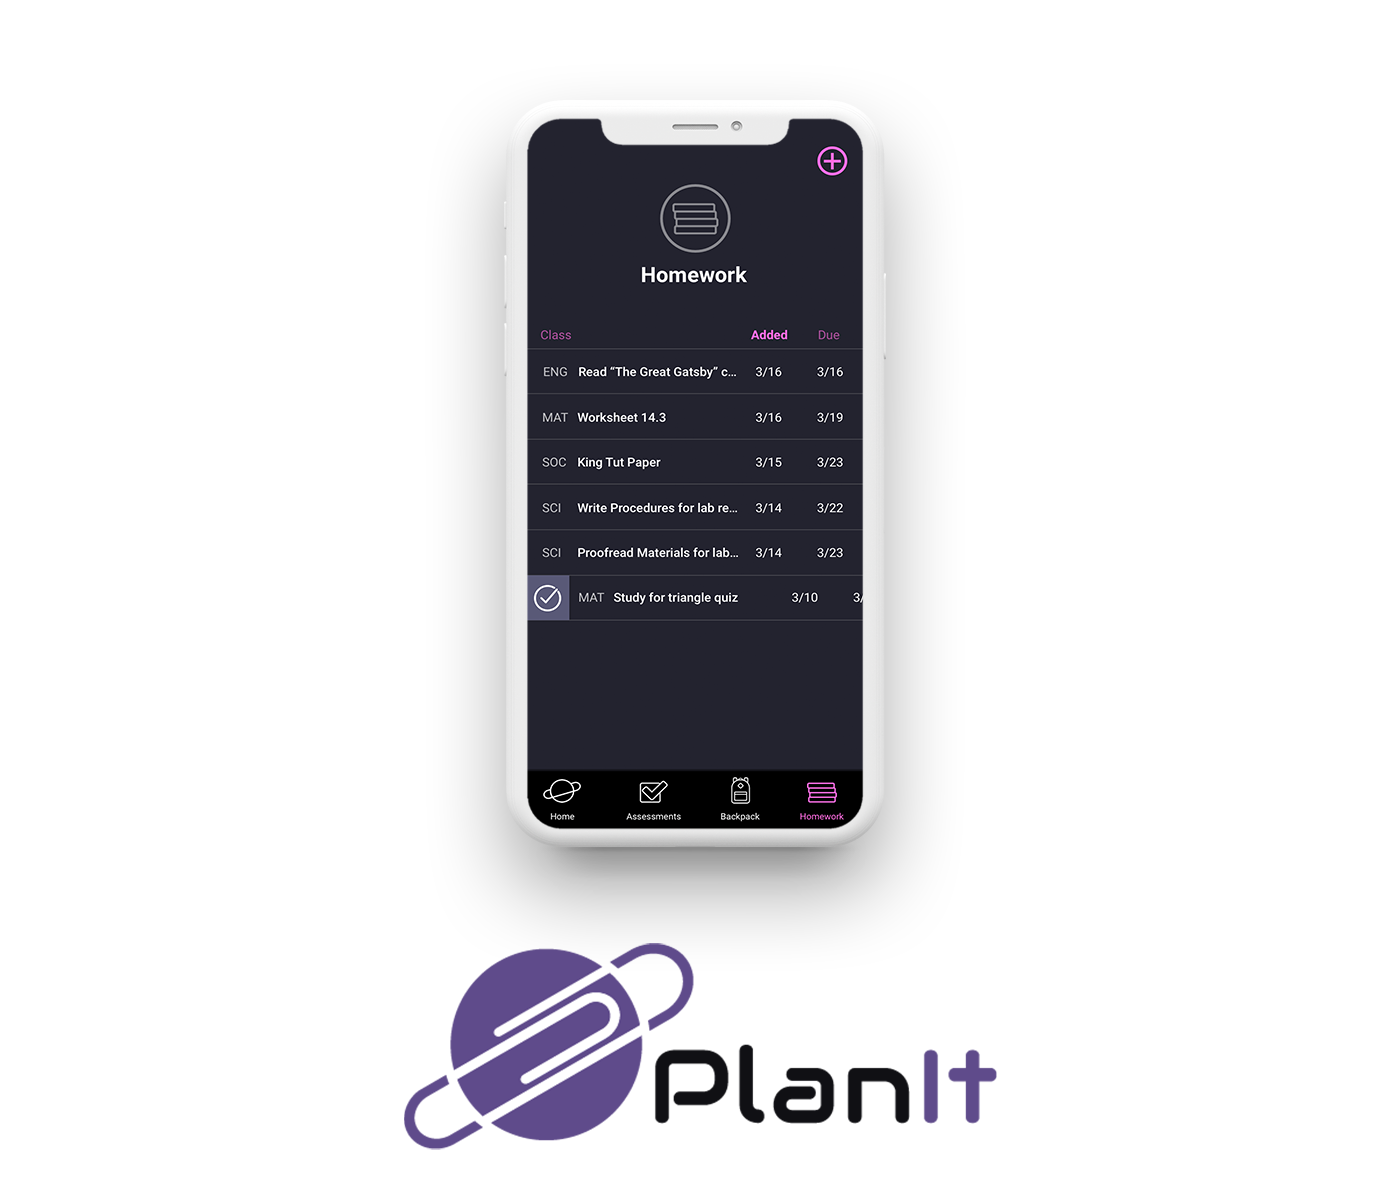 Homework
Class Added Due
ENG Read “The Great Gatsby” c... 3/16 3/16
MAT Worksheet 14.3 3/16 3/19
SOC King Tut Paper 3/15 3/23
SCI Write Procedures for lab re... 3/14 3/22
SCI Proofread Materials for lab... 3/14 3/23
MAT Study for triangle quiz 3/10 3/
Home Assessments Backpack Homework
PlanIt